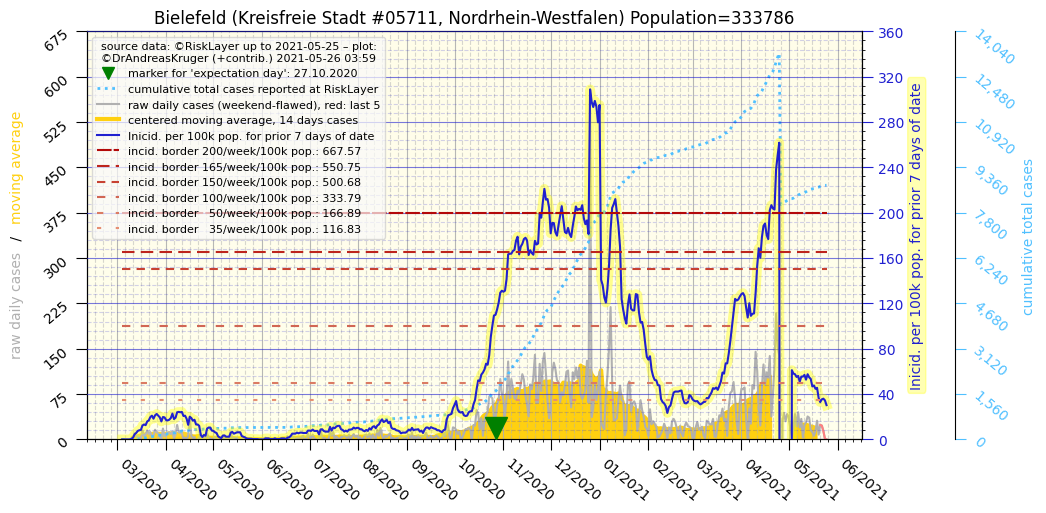 Bielefeld (Kreisfreie Stadt #05711, Nordrhein-Westfalen) Population=333786
source data: ©RiskLayer up to 2021-05-25 – plot:
©DrAndreasKruger (+contrib.) 2021-05-26 03:59
marker for 'expectation day': 27.10.2020
cumulative total cases reported at RiskLayer
raw daily cases (weekend-flawed), red: last 5
centered moving average, 14 days cases
Inicid. per 100k pop. for prior 7 days of date
incid. border 200/week/100k pop.: 667.57
incid. border 165/week/100k pop.: 550.75
incid. border 150/week/100k pop.: 500.68
incid. border 100/week/100k pop.: 333.79
incid. border 50/week/100k pop.: 166.89
incid. border 35/week/100k pop.: 116.83
raw daily cases / moving average
675
600
525
450
375
300
225
150
75
0
03/2020
04/2020
05/2020
06/2020
07/2020
08/2020
09/2020
10/2020
11/2020
12/2020
01/2021
02/2021
03/2021
04/2021
05/2021
06/2021
360
320
280
240
200
160
120
80
40
0
Inicid. per 100k pop. for prior 7 days of date
14,040
12,480
10,920
9,360
7,800
6,240
4,680
3,120
1,560
0
cumulative total cases